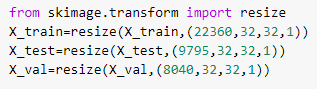 from skimage.transform import resize
X_train=resize(X_train,(22360,32,32,1))
X_test=resize(X_test,(9795,32,32,1))
X_val=resize(X_val,(8040,32,32,1))